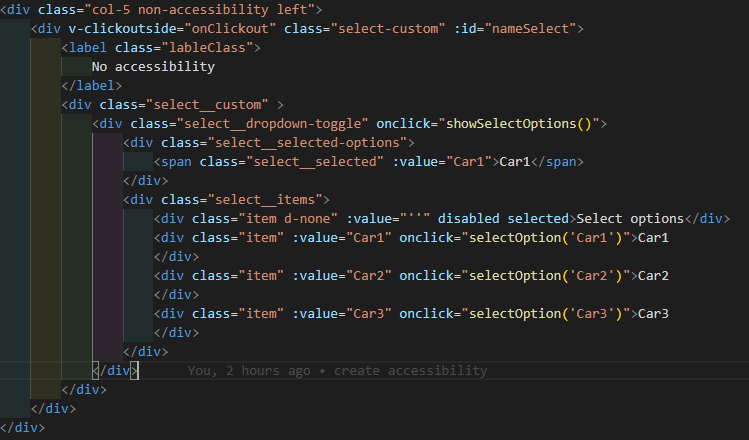 <div class="col-5 non-accessibility left">
<div v-clickoutside="onClickout" class="select-custom" :id="nameSelect">
<label class="lableClass">
No accessibility
</label>
<div class="select__custom" >
<div class="select__dropdown-toggle" onclick="showSelectOptions()">
<div class="select__selected-options">
<span class="select__selected" :value="Car1">Car1</span>
</div>
<div class="select__items">
<div class="item d-none" :value="''" disabled selected>Select options</div>
<div class="item" :value="Car1" onclick="selectOption('Car1')">Car1
</div>
<div class="item" :value="Car2" onclick="selectOption('Car2')">Car2
</div>
<div class="item" :value="Car3" onclick="selectOption('Car3')">Car3
</div>
</div>
</div> You, 2 hours ago • create accessibility
</div>
</div>
</div>